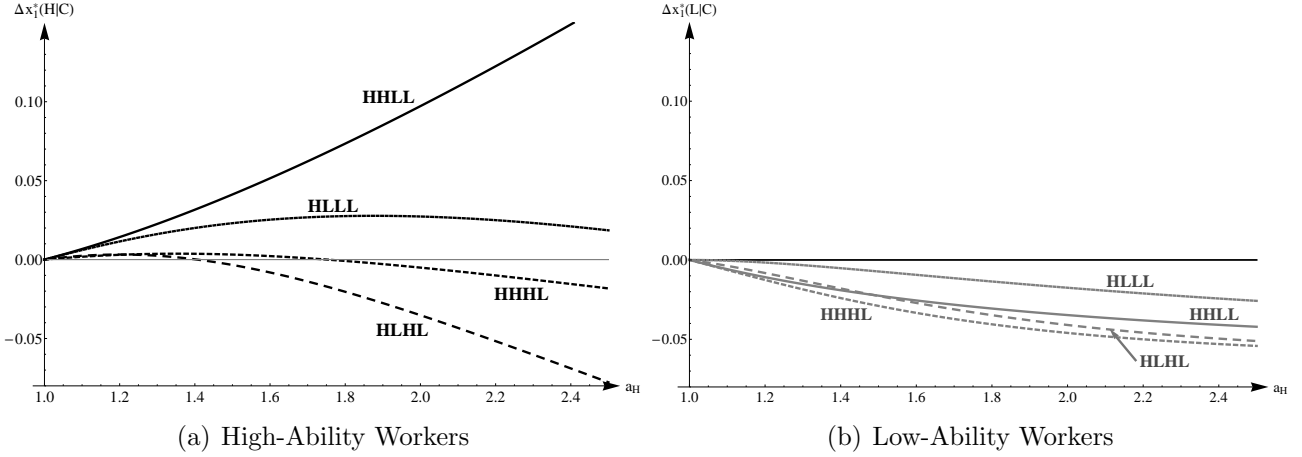 Δx₁*(H|C)
0.10
0.05
0.00
−0.05
HHLL
HLLL
HHHL
HLHL
1.0 1.2 1.4 1.6 1.8 2.0 2.2 2.4 a_H
(a) High-Ability Workers
Δx₁*(L|C)
0.10
0.05
0.00
−0.05
HLLL
HHLL
HHHL
HLHL
1.0 1.2 1.4 1.6 1.8 2.0 2.2 2.4 a_H
(b) Low-Ability Workers